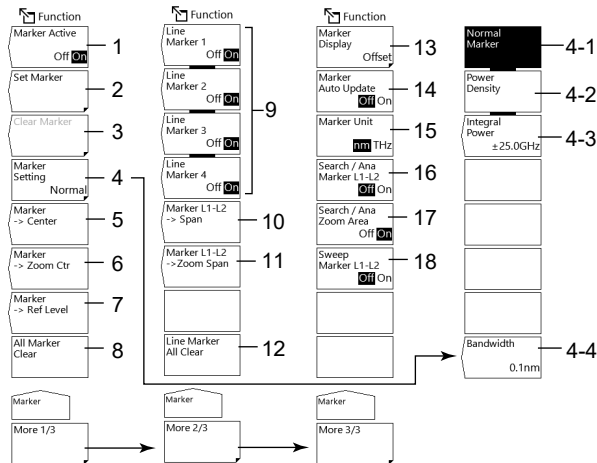 Function
Marker Active
Off On
1
Set Marker
2
Clear Marker
3
Marker
Setting
Normal
4
Marker
-> Center
5
Marker
-> Zoom Ctr
6
Marker
-> Ref Level
7
All Marker
Clear
8
Marker
More 1/3
Function
Line
Marker 1
Off On
Line
Marker 2
Off On
Line
Marker 3
Off On
Line
Marker 4
Off On
9
Marker L1-L2
-> Span
10
Marker L1-L2
->Zoom Span
11
Line Marker
All Clear
12
Marker
More 2/3
Function
Marker
Display
Offset
13
Marker
Auto Update
Off On
14
Marker Unit
nm THz
15
Search / Ana
Marker L1-L2
Off On
16
Search / Ana
Zoom Area
Off On
17
Sweep
Marker L1-L2
Off On
18
Marker
More 3/3
Normal
Marker
4-1
Power
Density
4-2
Integral
Power
±25.0GHz
4-3
Bandwidth
0.1nm
4-4